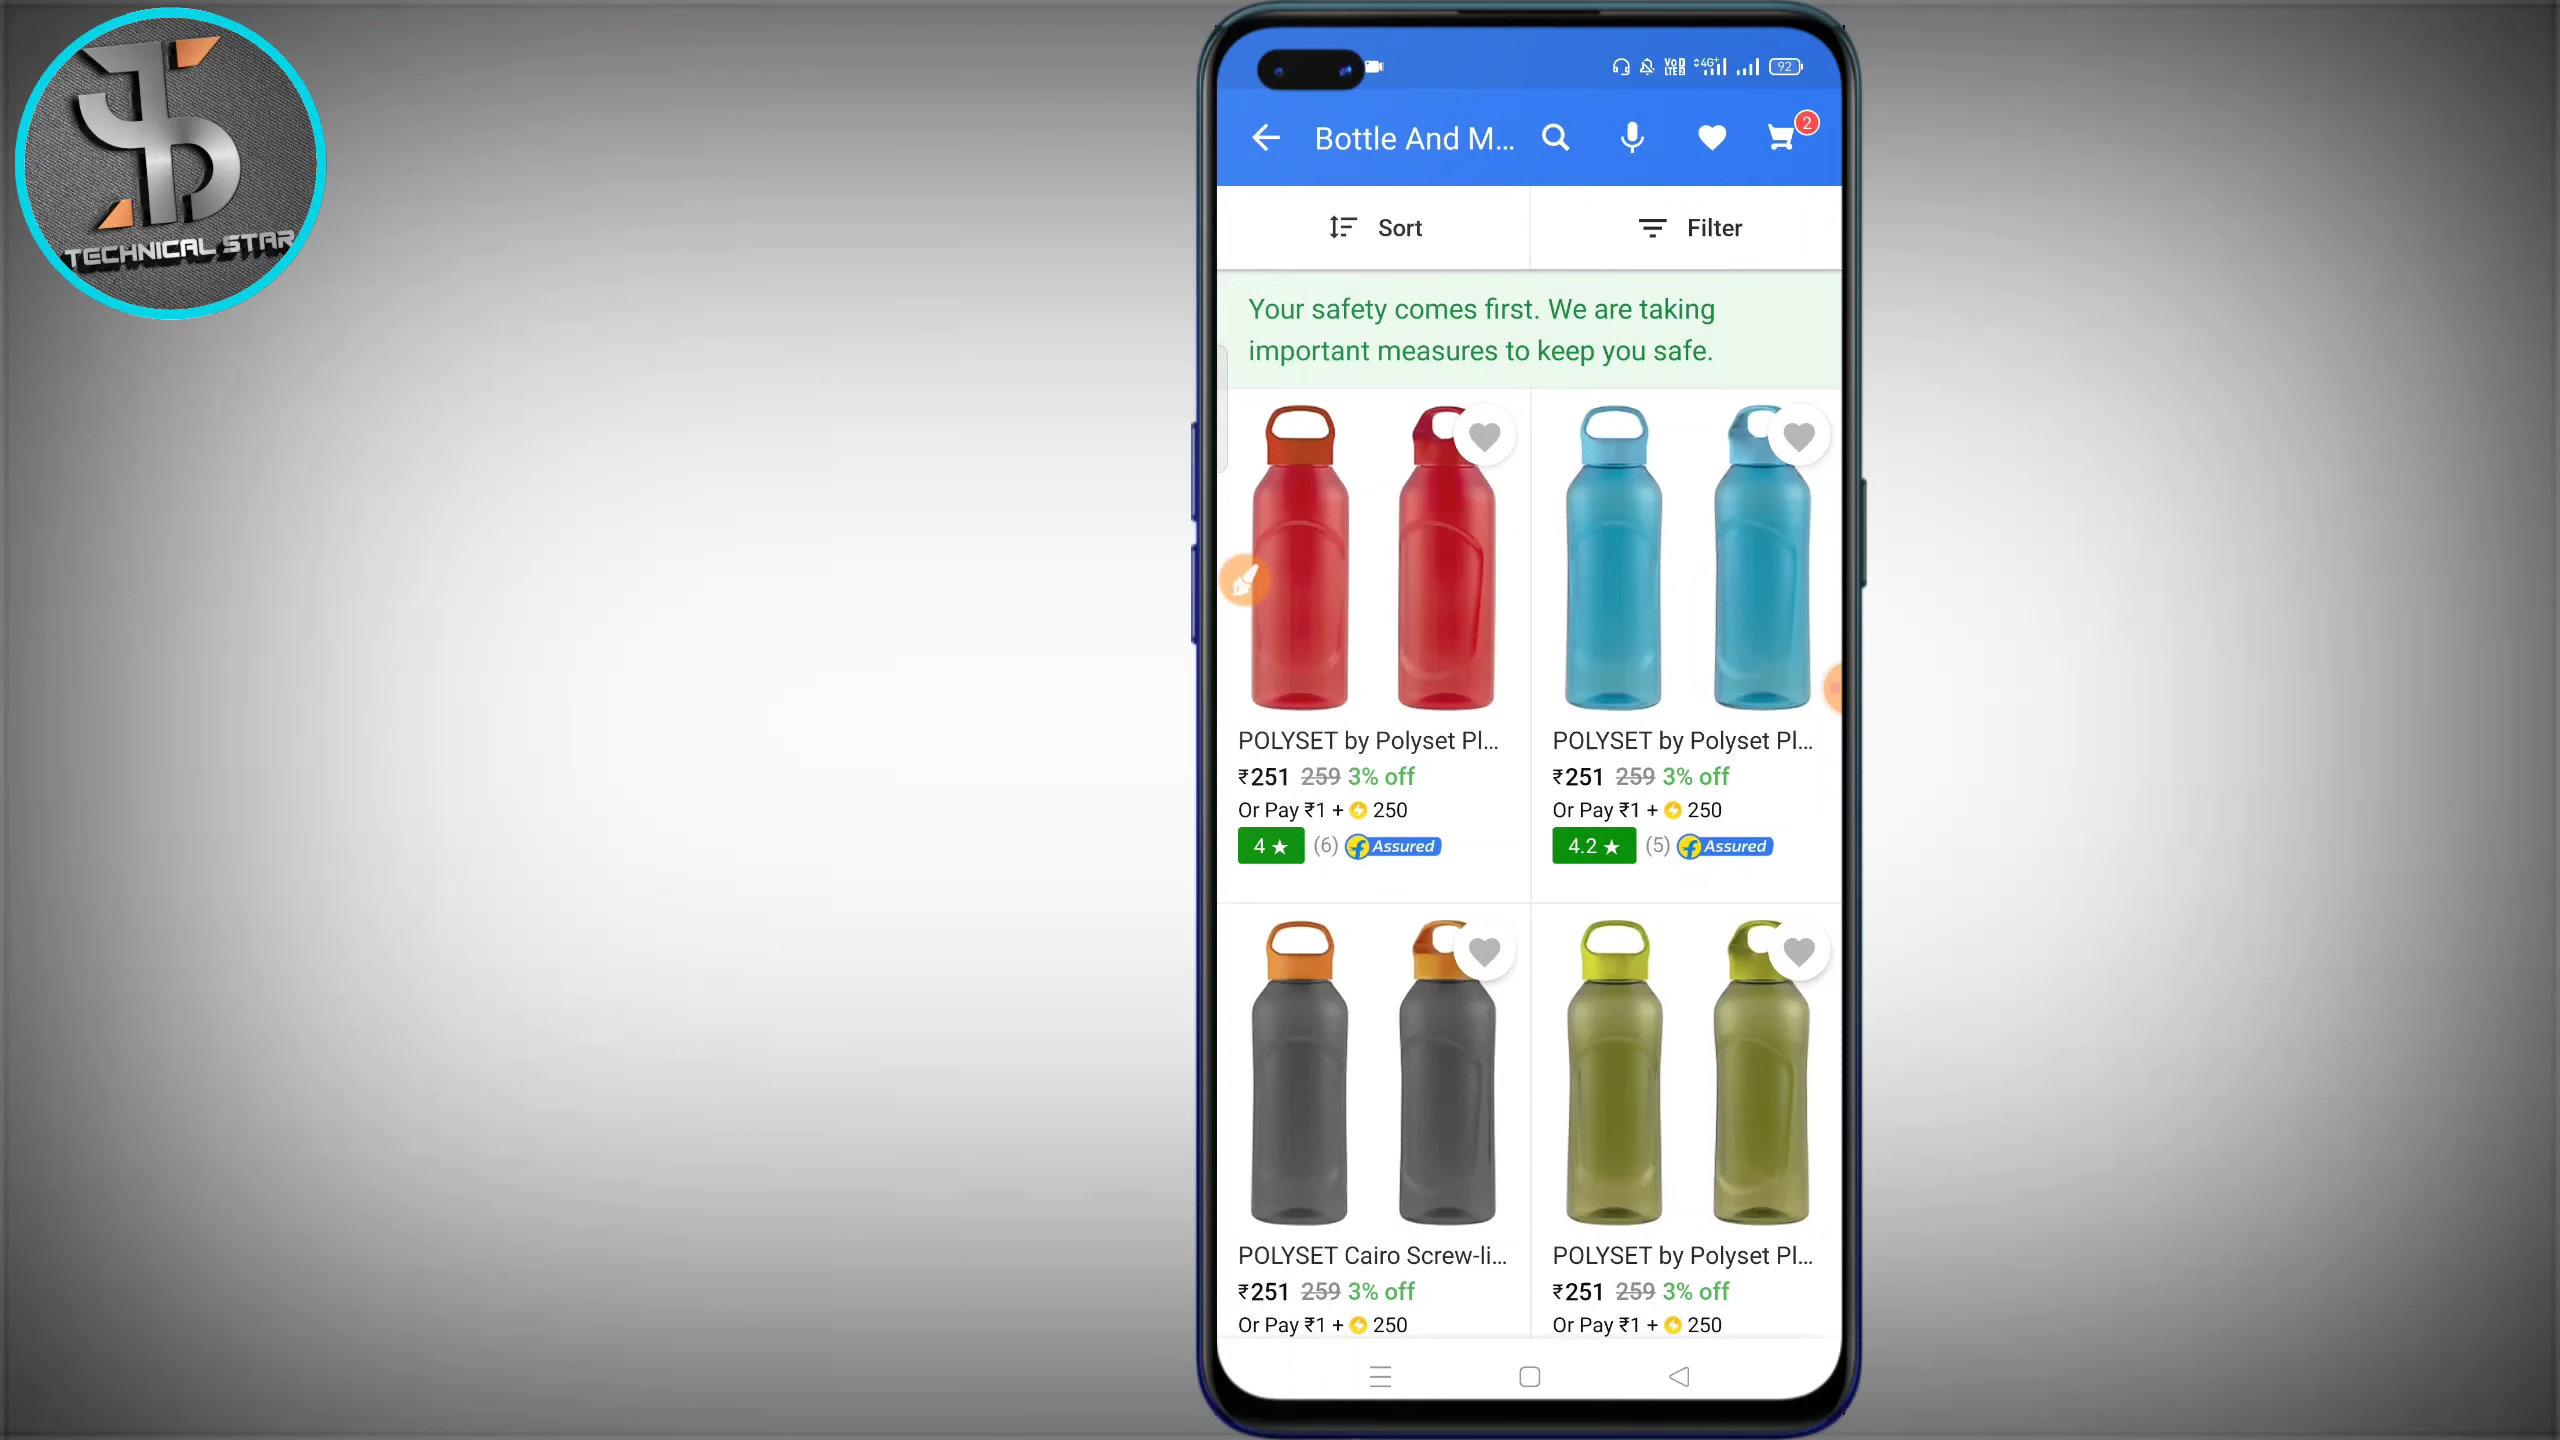 TECHNICAL STAR
92
Bottle And M...
2
Sort
Filter
Your safety comes first. We are taking
important measures to keep you safe.
POLYSET by Polyset Pl...
₹251 259 3% off
Or Pay ₹1 + 250
4 ★ (6) Assured
POLYSET by Polyset Pl...
₹251 259 3% off
Or Pay ₹1 + 250
4.2 ★ (5) Assured
POLYSET Cairo Screw-li...
₹251 259 3% off
Or Pay ₹1 + 250
POLYSET by Polyset Pl...
₹251 259 3% off
Or Pay ₹1 + 250